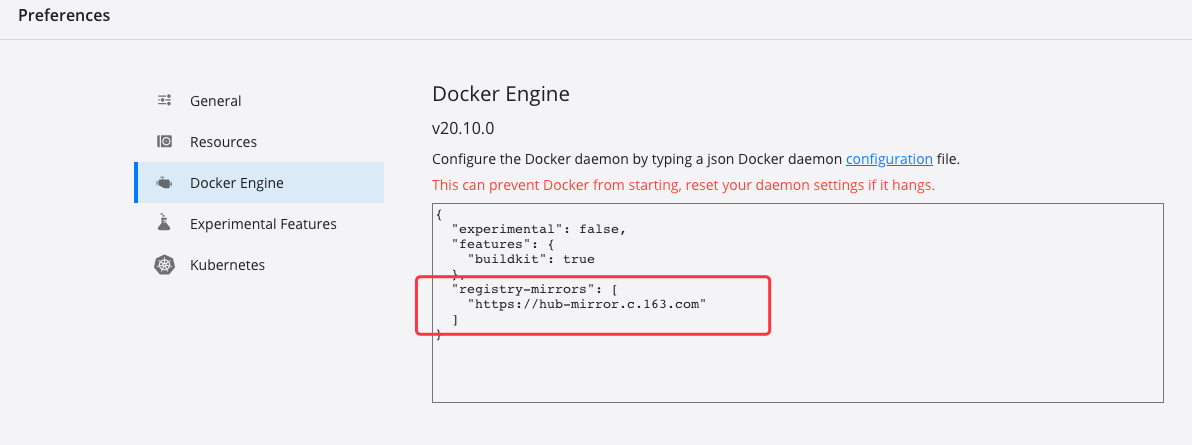 Preferences
General
Resources
Docker Engine
Experimental Features
Kubernetes
Docker Engine
v20.10.0
Configure the Docker daemon by typing a json Docker daemon configuration file.
This can prevent Docker from starting, reset your daemon settings if it hangs.
{
  "experimental": false,
  "features": {
    "buildkit": true
  },
  "registry-mirrors": [
    "https://hub-mirror.c.163.com"
  ]
}